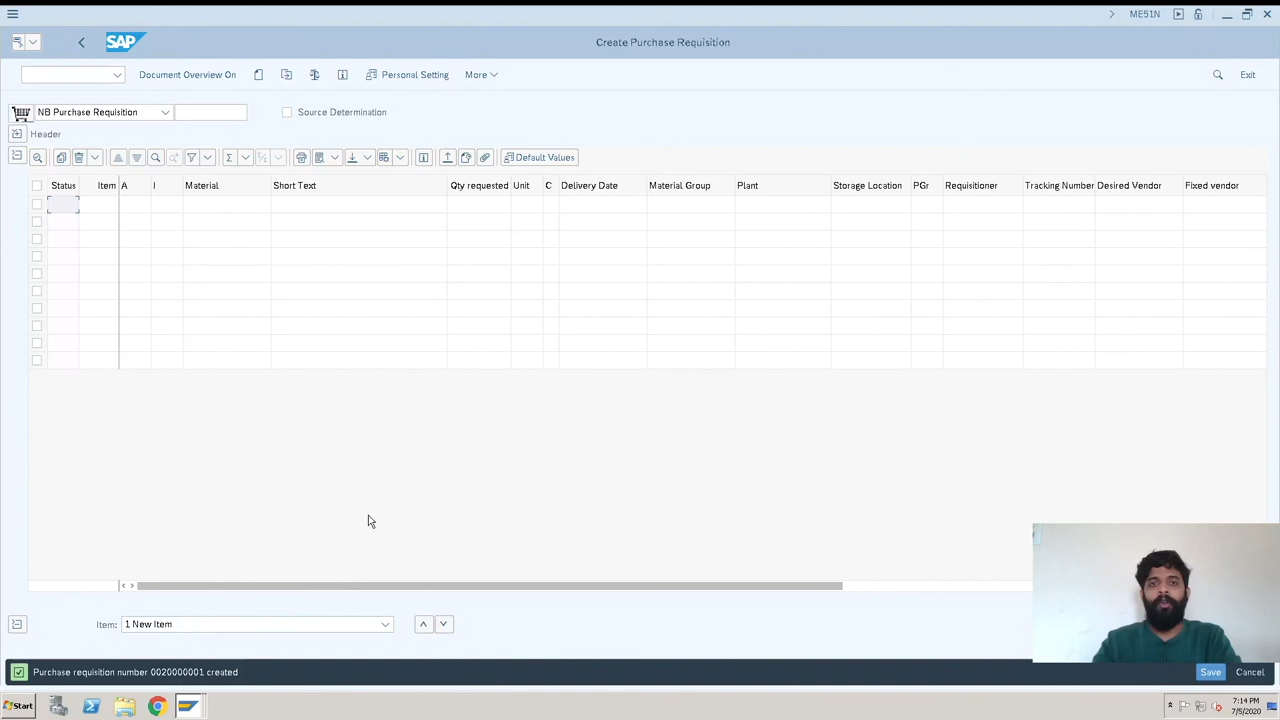 ME51N
SAP Create Purchase Requisition
Document Overview On Personal Setting More Exit
NB Purchase Requisition Source Determination
Header
Default Values
Status Item A I Material Short Text Qty requested Unit C Delivery Date Material Group Plant Storage Location PGr Requisitioner Tracking Number Desired Vendor Fixed vendor
Item: 1 New Item
Purchase requisition number 0020000001 created Save Cancel
Start 7:14 PM
7/5/2020